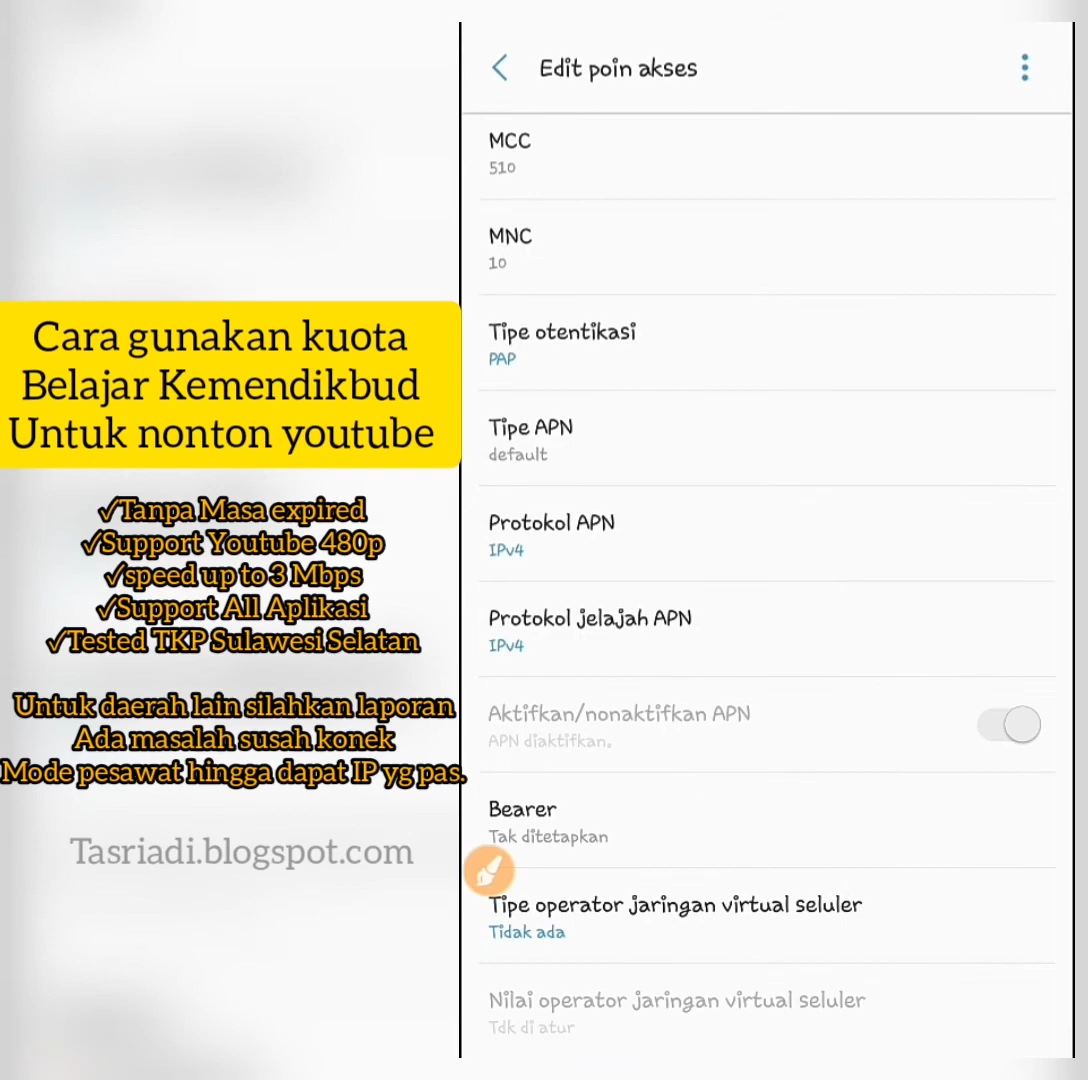 Edit poin akses
MCC
510
MNC
10
Tipe otentikasi
PAP
Tipe APN
default
Protokol APN
IPv4
Protokol jelajah APN
IPv4
Aktifkan/nonaktifkan APN
APN diaktifkan.
Bearer
Tak ditetapkan
Tipe operator jaringan virtual seluler
Tidak ada
Nilai operator jaringan virtual seluler
Tdk di atur
Cara gunakan kuota
Belajar Kemendikbud
Untuk nonton youtube
✓Tanpa Masa expired
✓Support Youtube 480p
✓speed up to 3 Mbps
✓Support All Aplikasi
✓Tested TKP Sulawesi Selatan
Untuk daerah lain silahkan laporan
Ada masalah susah konek
Mode pesawat hingga dapat IP yg pas.
Tasriadi.blogspot.com